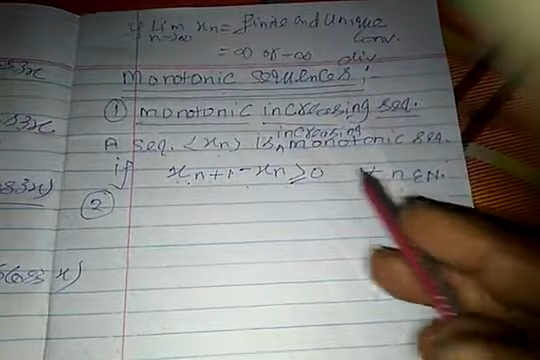 if lim xn = finite and unique conv.
n→∞
= ∞ or -∞ div
monotonic sequences :-
① monotonic increasing seq.
A seq. <xn> is increasing monotonic seq.
if xn+1 - xn ≥ 0 ∀ n ∈ N.
②